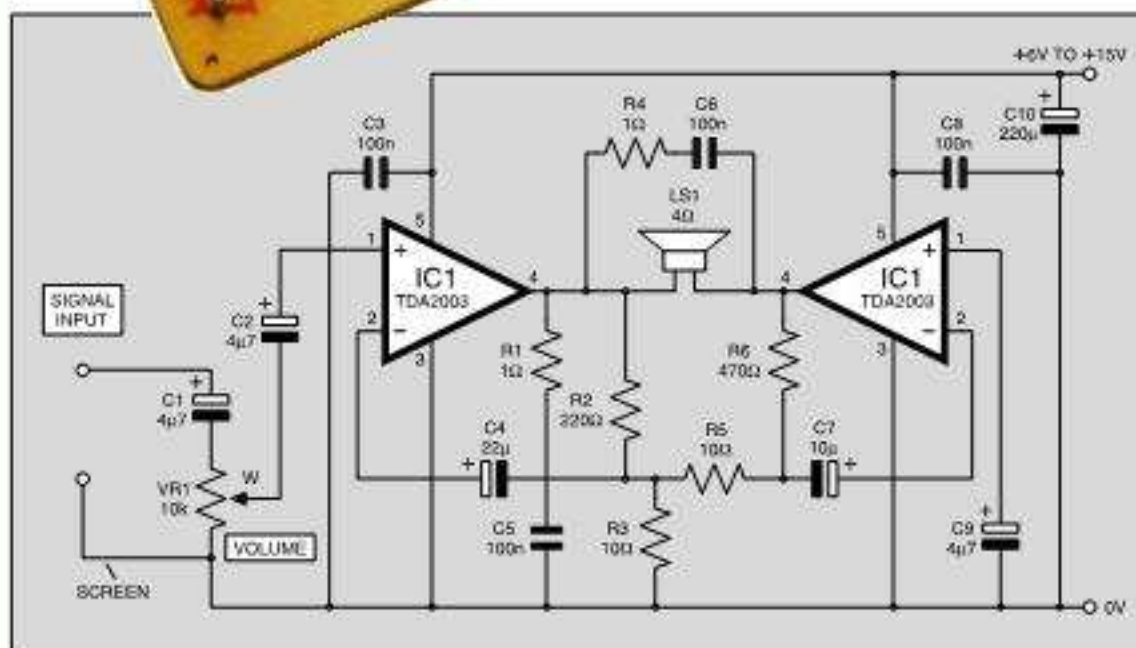 +6V TO +15V
R4
1Ω
C6
100n
C3
100n
C10
220µ
C8
100n
LS1
4Ω
5
1
+
IC1
TDA2003
4
2
−
3
4
5
+
1
IC1
TDA2003
2
−
3
SIGNAL
INPUT
+
C2
4µ7
+
C1
4µ7
R1
1Ω
R2
220Ω
R6
470Ω
C4
22µ
+
R5
10Ω
C7
10µ
+
W
VR1
10k
VOLUME
C5
100n
R3
10Ω
+
C9
4µ7
+
SCREEN
0V